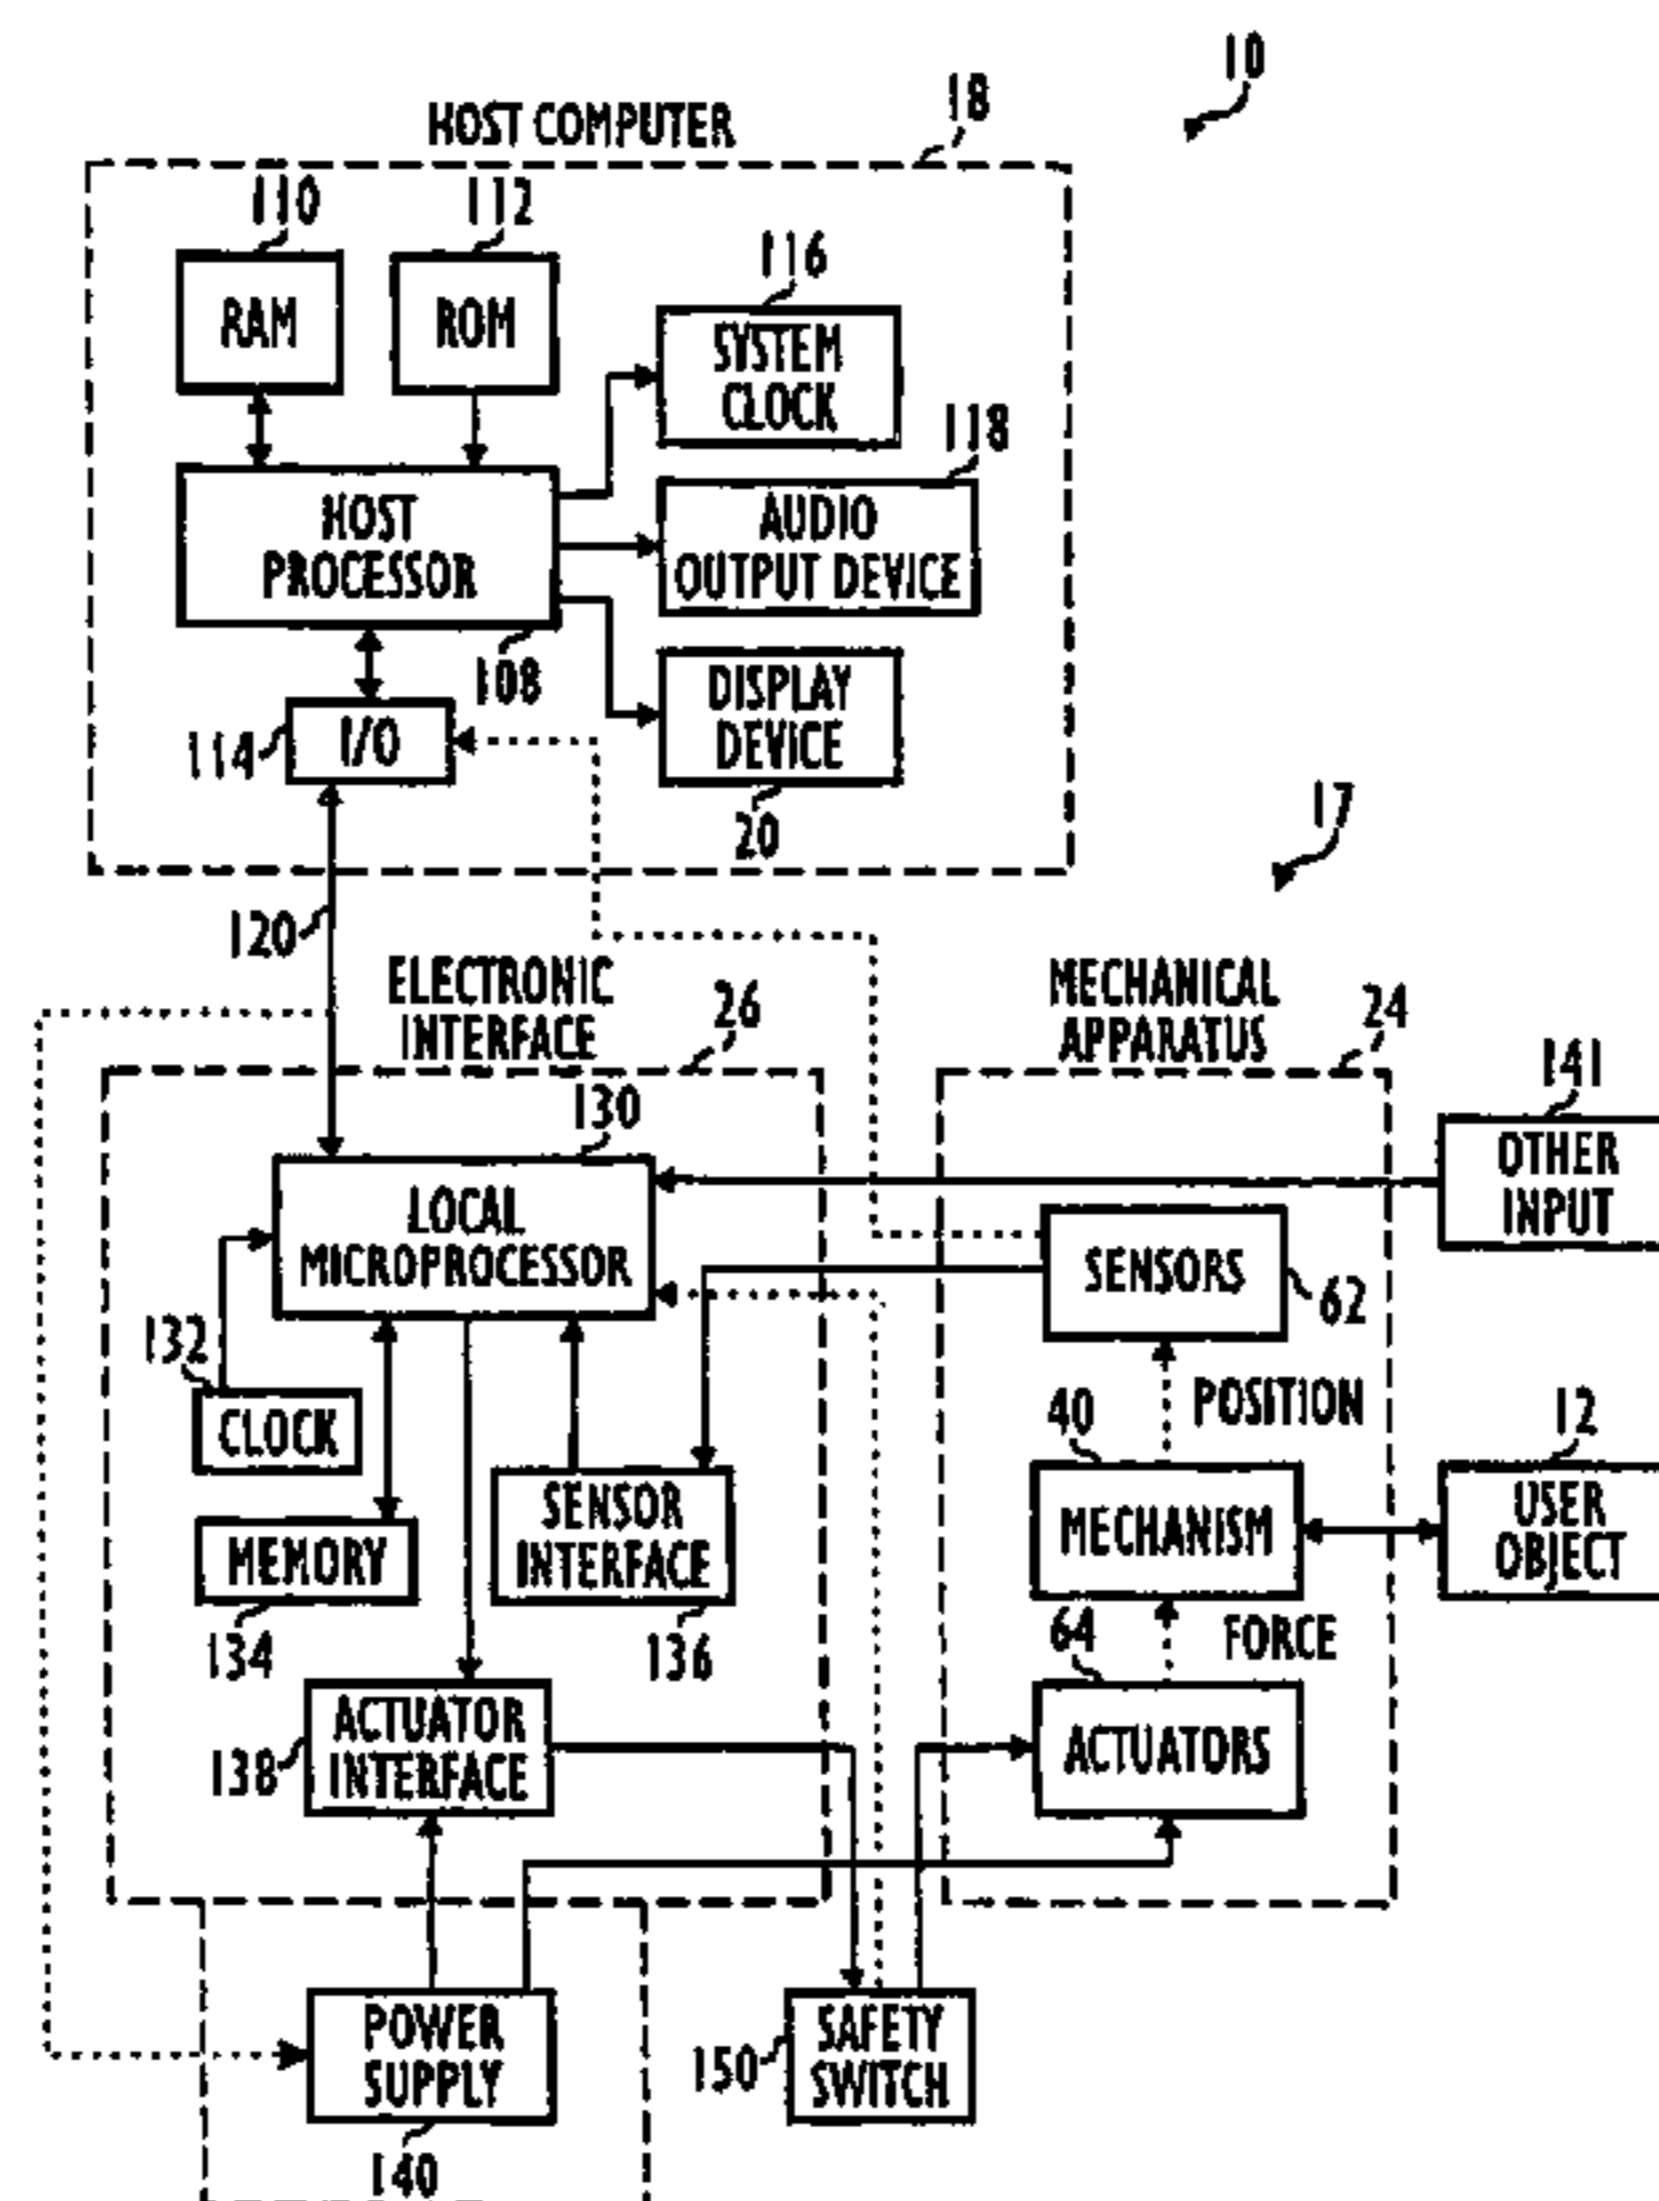 10
HOST COMPUTER
18
110
112
116
RAM
ROM
SYSTEM
CLOCK
118
HOST
PROCESSOR
AUDIO
OUTPUT DEVICE
108
DISPLAY
DEVICE
114
I/O
20
17
120
ELECTRONIC
INTERFACE
26
MECHANICAL
APPARATUS
24
141
130
OTHER
INPUT
LOCAL
MICROPROCESSOR
SENSORS
62
132
CLOCK
POSITION
40
12
SENSOR
INTERFACE
MECHANISM
USER
OBJECT
MEMORY
134
136
64
FORCE
ACTUATOR
INTERFACE
138
ACTUATORS
POWER
SUPPLY
150
SAFETY
SWITCH
140